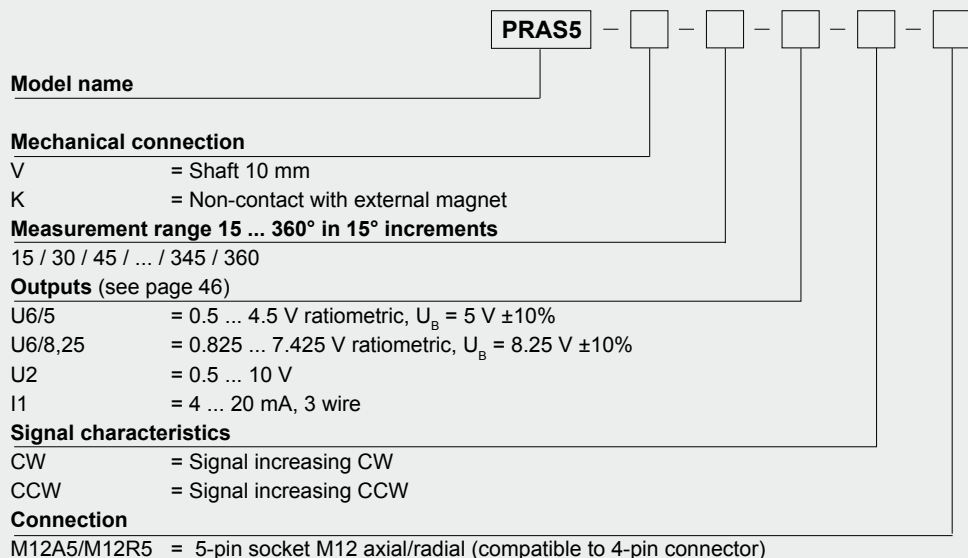 PRAS5 – – – – –
Model name
Mechanical connection
V = Shaft 10 mm
K = Non-contact with external magnet
Measurement range 15 ... 360° in 15° increments
15 / 30 / 45 / ... / 345 / 360
Outputs (see page 46)
U6/5 = 0.5 ... 4.5 V ratiometric, U_B = 5 V ±10%
U6/8,25 = 0.825 ... 7.425 V ratiometric, U_B = 8.25 V ±10%
U2 = 0.5 ... 10 V
I1 = 4 ... 20 mA, 3 wire
Signal characteristics
CW = Signal increasing CW
CCW = Signal increasing CCW
Connection
M12A5/M12R5 = 5-pin socket M12 axial/radial (compatible to 4-pin connector)